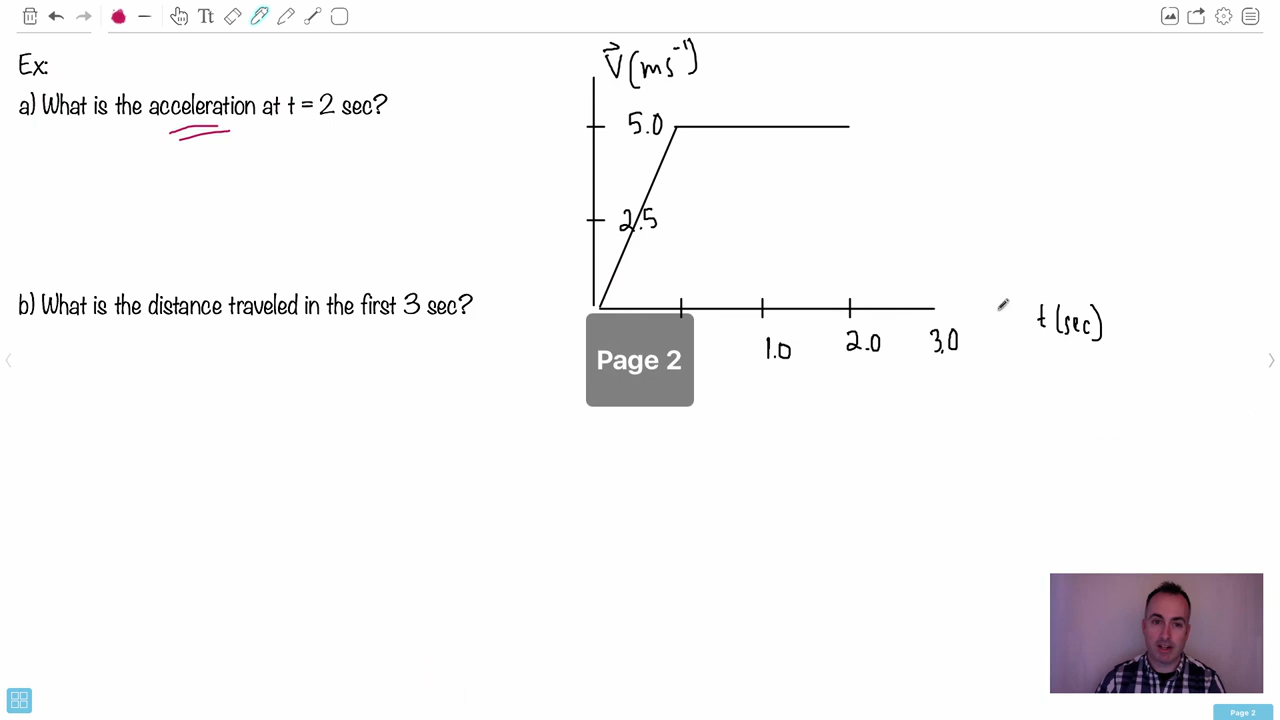 Tt
Ex:
a) What is the acceleration at t = 2 sec?
b) What is the distance traveled in the first 3 sec?
V(ms⁻¹)
5.0
2.5
1.0
2.0
3.0
t (sec)
Page 2
Page 2